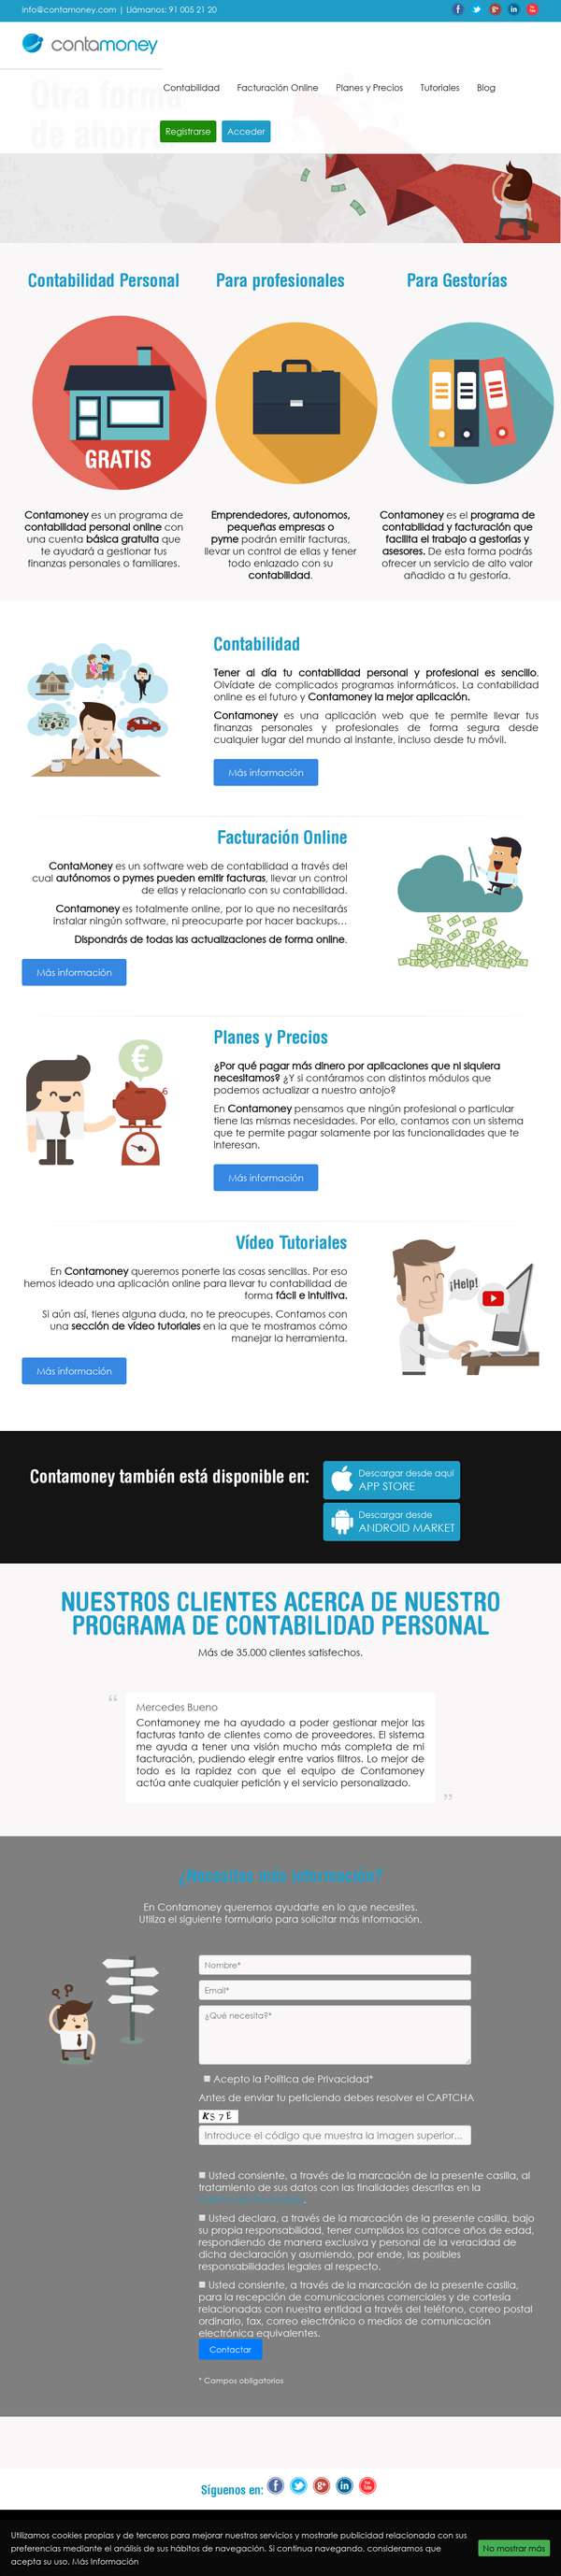 info@contamoney.com | Llámanos: 91 005 21 20
contamoney
Otra forma
de ahorr
Contabilidad Facturación Online Planes y Precios Tutoriales Blog
Registrarse Acceder
Contabilidad Personal
GRATIS
Contamoney es un programa de
contabilidad personal online con
una cuenta básica gratuita que
te ayudará a gestionar tus
finanzas personales o familiares.
Para profesionales
Emprendedores, autonomos,
pequeñas empresas o
pyme podrán emitir facturas,
llevar un control de ellas y tener
todo enlazado con su
contabilidad.
Para Gestorías
Contamoney es el programa de
contabilidad y facturación que
facilita el trabajo a gestorías y
asesores. De esta forma podrás
ofrecer un servicio de alto valor
añadido a tu gestoría.
Contabilidad
Tener al día tu contabilidad personal y profesional es sencillo.
Olvídate de complicados programas informáticos. La contabilidad
online es el futuro y Contamoney la mejor aplicación.
Contamoney es una aplicación web que te permite llevar tus
finanzas personales y profesionales de forma segura desde
cualquier lugar del mundo al instante, incluso desde tu móvil.
Más información
Facturación Online
ContaMoney es un software web de contabilidad a través del
cual autónomos o pymes pueden emitir facturas, llevar un control
de ellas y relacionarlo con su contabilidad.
Contamoney es totalmente online, por lo que no necesitarás
instalar ningún software, ni preocuparte por hacer backups...
Dispondrás de todas las actualizaciones de forma online.
Más información
Planes y Precios
¿Por qué pagar más dinero por aplicaciones que ni siquiera
necesitamos? ¿Y si contáramos con distintos módulos que
podemos actualizar a nuestro antojo?
En Contamoney pensamos que ningún profesional o particular
tiene las mismas necesidades. Por ello, contamos con un sistema
que te permite pagar solamente por las funcionalidades que te
interesan.
Más información
Vídeo Tutoriales
En Contamoney queremos ponerte las cosas sencillas. Por eso
hemos ideado una aplicación online para llevar tu contabilidad de
forma fácil e intuitiva.
Si aún así, tienes alguna duda, no te preocupes. Contamos con
una sección de vídeo tutoriales en la que te mostramos cómo
manejar la herramienta.
¡Help!
Más información
Contamoney también está disponible en:
Descargar desde aquí
APP STORE
Descargar desde
ANDROID MARKET
NUESTROS CLIENTES ACERCA DE NUESTRO
PROGRAMA DE CONTABILIDAD PERSONAL
Más de 35.000 clientes satisfechos.
Mercedes Bueno
Contamoney me ha ayudado a poder gestionar mejor las
facturas tanto de clientes como de proveedores. El sistema
me ayuda a tener una visión mucho más completa de mi
facturación, pudiendo elegir entre varios filtros. Lo mejor de
todo es la rapidez con que el equipo de Contamoney
actúa ante cualquier petición y el servicio personalizado.
¿Necesitas más información?
En Contamoney queremos ayudarte en lo que necesites.
Utiliza el siguiente formulario para solicitar más información.
Nombre*
Email*
¿Qué necesita?*
Acepto la Política de Privacidad*
Antes de enviar tu peticiendo debes resolver el CAPTCHA
KS7E
Introduce el código que muestra la imagen superior...
Usted consiente, a través de la marcación de la presente casilla, al
tratamiento de sus datos con las finalidades descritas en la
Usted declara, a través de la marcación de la presente casilla, bajo
su propia responsabilidad, tener cumplidos los catorce años de edad,
respondiendo de manera exclusiva y personal de la veracidad de
dicha declaración y asumiendo, por ende, las posibles
responsabilidades legales al respecto.
Usted consiente, a través de la marcación de la presente casilla,
para la recepción de comunicaciones comerciales y de cortesía
relacionadas con nuestra entidad a través del teléfono, correo postal
ordinario, fax, correo electrónico o medios de comunicación
electrónica equivalentes.
Contactar
* Campos obligatorios
Síguenos en:
Utilizamos cookies propias y de terceros para mejorar nuestros servicios y mostrarle publicidad relacionada con sus
preferencias mediante el análisis de sus hábitos de navegación. Si continua navegando, consideramos que
acepta su uso. Más Información
No mostrar más